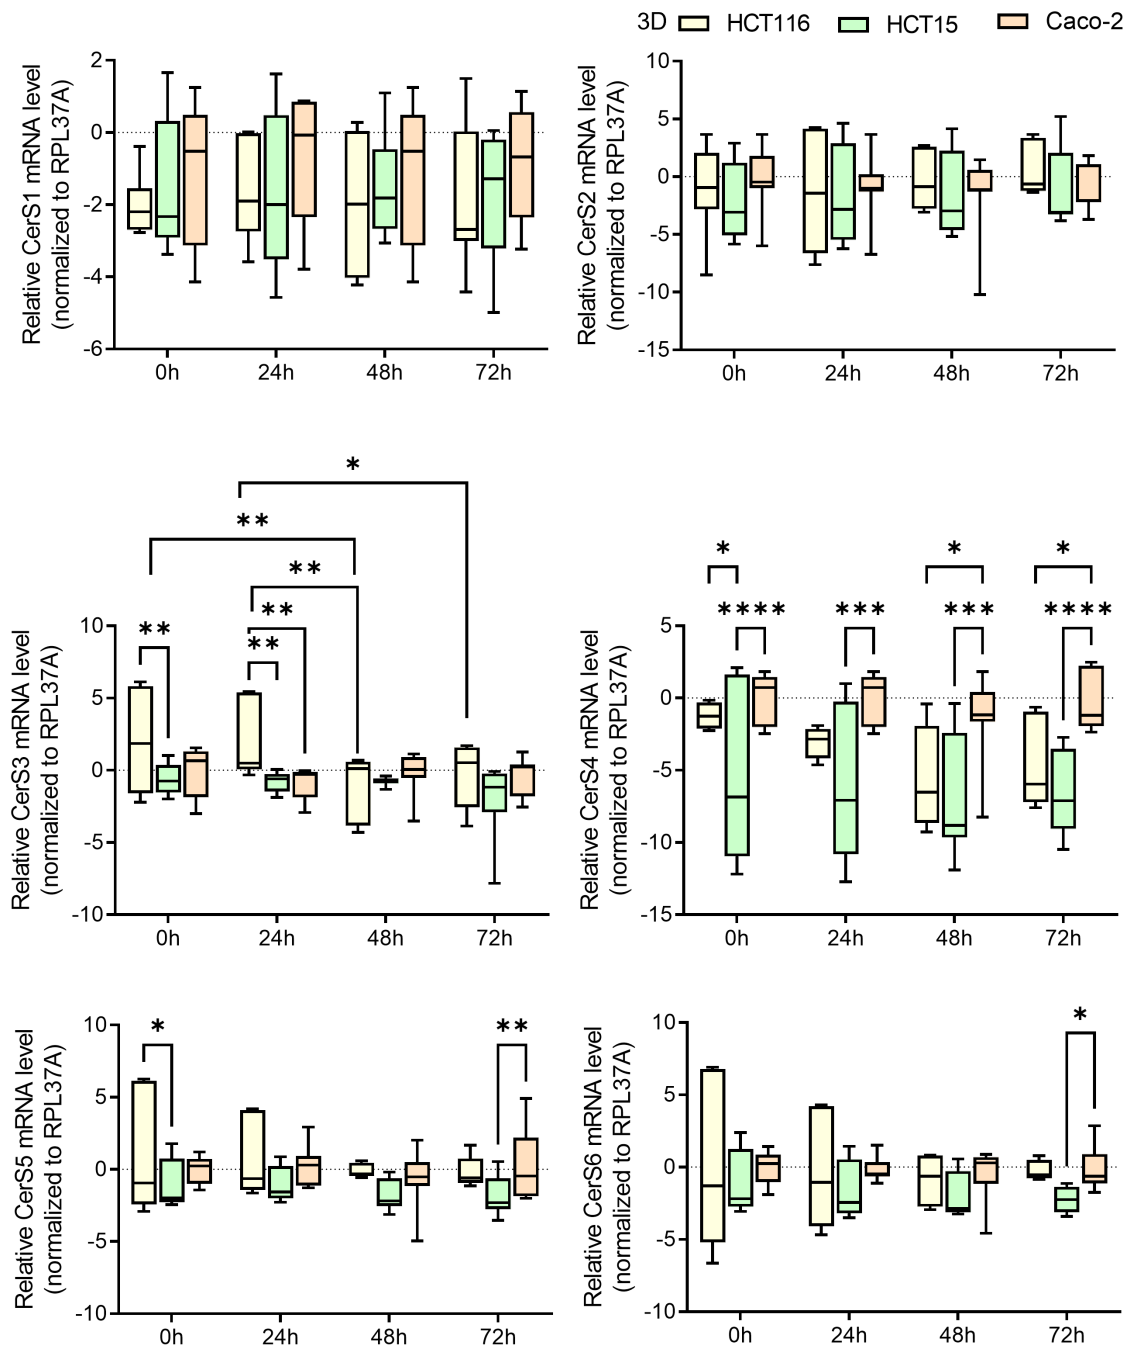 3D HCT116 HCT15 Caco-2
Relative CerS1 mRNA level
(normalized to RPL37A)
2
0
-2
-4
-6
0h 24h 48h 72h
Relative CerS2 mRNA level
(normalized to RPL37A)
10
5
0
-5
-10
-15
0h 24h 48h 72h
Relative CerS3 mRNA level
(normalized to RPL37A)
*
**
**
**
**
**
10
5
0
-5
-10
0h 24h 48h 72h
Relative CerS4 mRNA level
(normalized to RPL37A)
* * *
**** *** *** ****
5
0
-5
-10
-15
0h 24h 48h 72h
Relative CerS5 mRNA level
(normalized to RPL37A)
* **
10
5
0
-5
-10
0h 24h 48h 72h
Relative CerS6 mRNA level
(normalized to RPL37A)
*
10
5
0
-5
-10
0h 24h 48h 72h